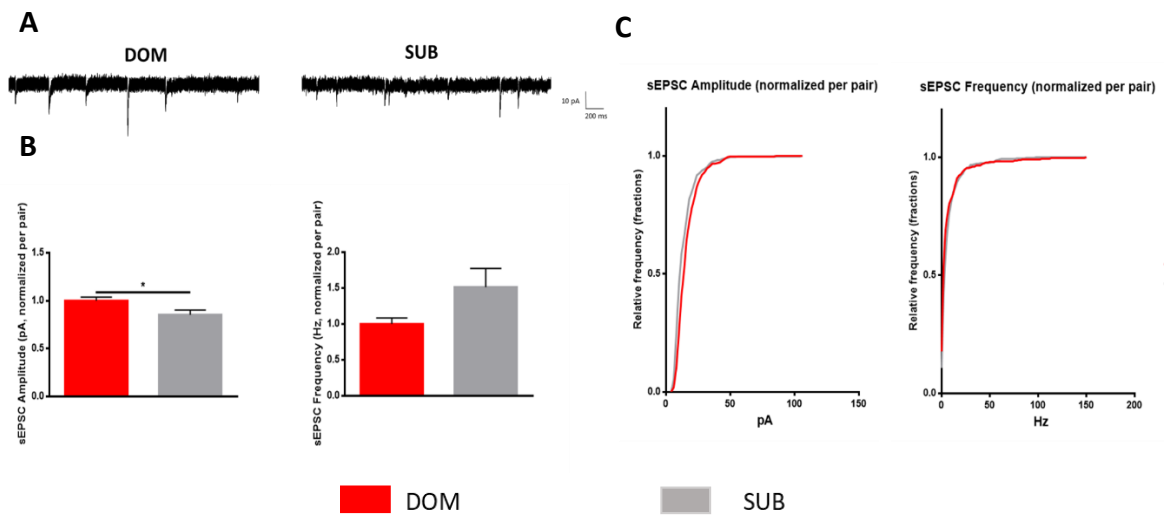 A
DOM
SUB
10 pA
200 ms
B
sEPSC Amplitude (pA, normalized per pair)
1.5
1.0
0.5
0.0
*
sEPSC Frequency (Hz, normalized per pair)
2.0
1.5
1.0
0.5
0.0
C
sEPSC Amplitude (normalized per pair)
Relative frequency (fractions)
1.0
0.5
0.0
0
50
100
150
pA
sEPSC Frequency (normalized per pair)
Relative frequency (fractions)
1.0
0.5
0.0
0
50
100
150
200
Hz
DOM
SUB